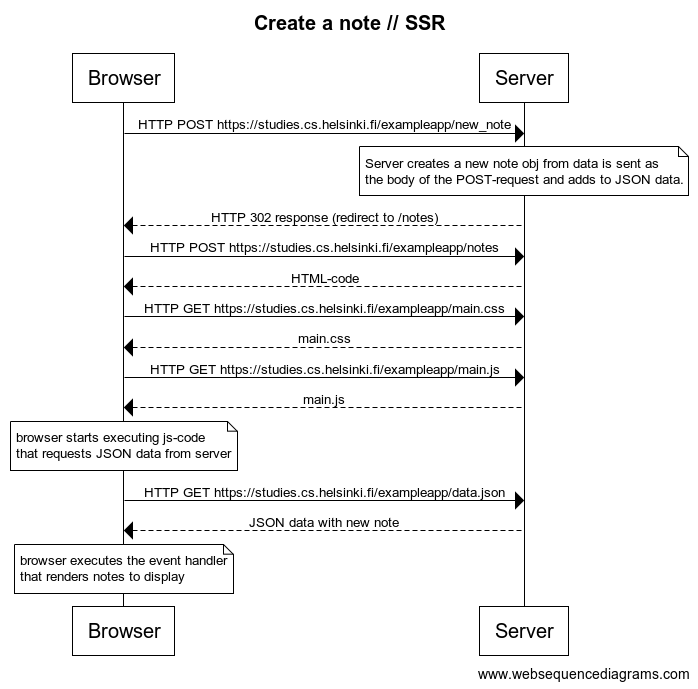 Create a note // SSR
Browser
Server
HTTP POST https://studies.cs.helsinki.fi/exampleapp/new_note
Server creates a new note obj from data is sent as
the body of the POST-request and adds to JSON data.
HTTP 302 response (redirect to /notes)
HTTP POST https://studies.cs.helsinki.fi/exampleapp/notes
HTML-code
HTTP GET https://studies.cs.helsinki.fi/exampleapp/main.css
main.css
HTTP GET https://studies.cs.helsinki.fi/exampleapp/main.js
main.js
browser starts executing js-code
that requests JSON data from server
HTTP GET https://studies.cs.helsinki.fi/exampleapp/data.json
JSON data with new note
browser executes the event handler
that renders notes to display
Browser
Server
www.websequencediagrams.com